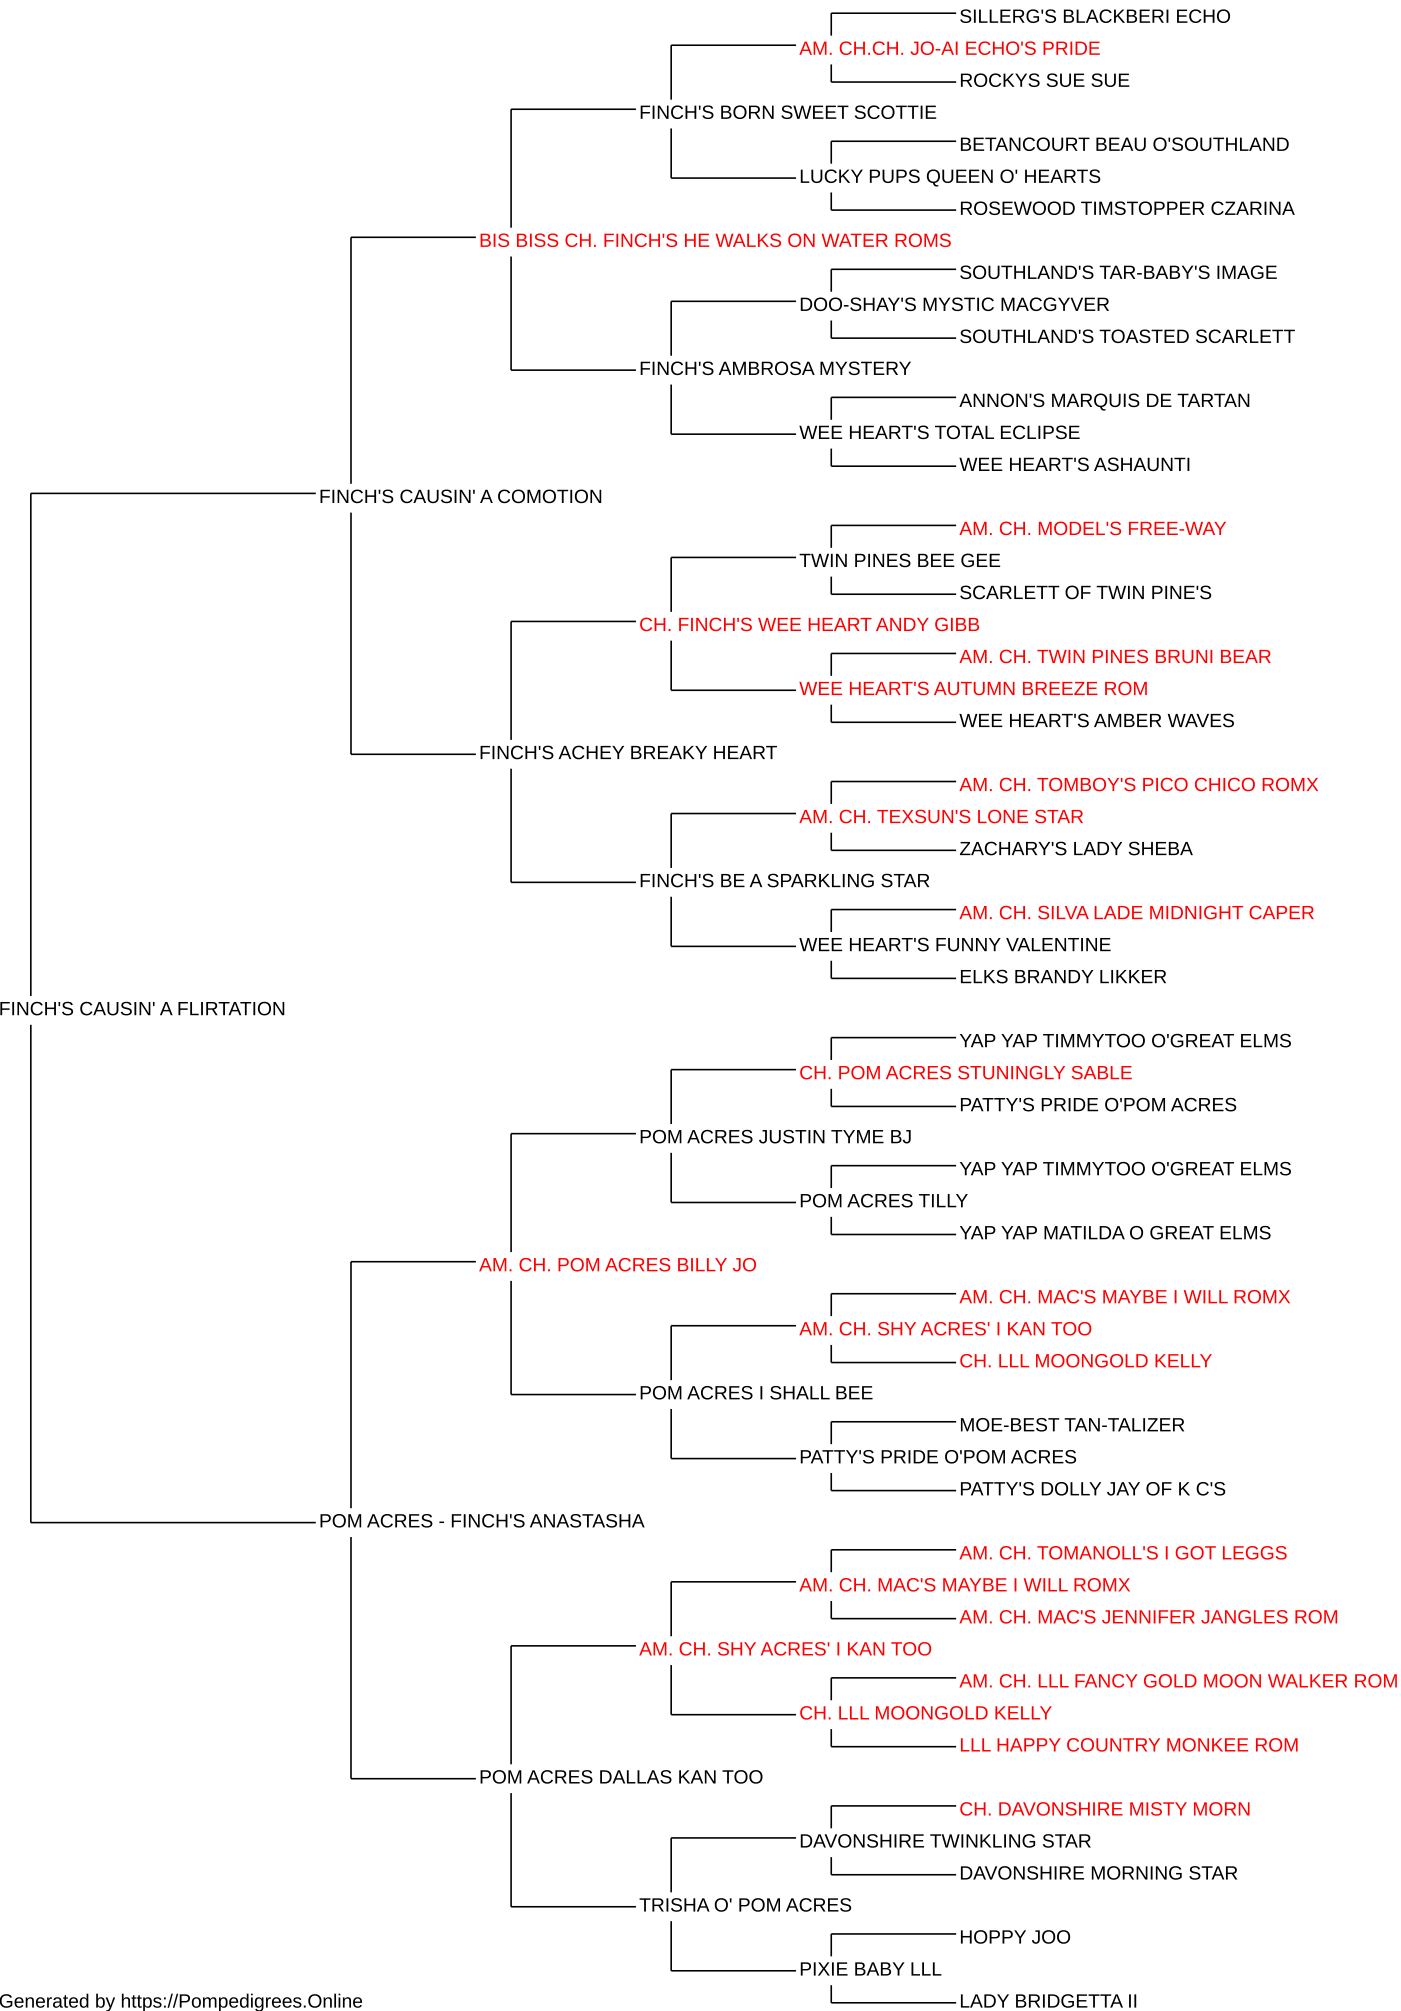 SILLERG'S BLACKBERI ECHO
AM. CH.CH. JO-AI ECHO'S PRIDE
ROCKYS SUE SUE
FINCH'S BORN SWEET SCOTTIE
BETANCOURT BEAU O'SOUTHLAND
LUCKY PUPS QUEEN O' HEARTS
ROSEWOOD TIMSTOPPER CZARINA
BIS BISS CH. FINCH'S HE WALKS ON WATER ROMS
SOUTHLAND'S TAR-BABY'S IMAGE
DOO-SHAY'S MYSTIC MACGYVER
SOUTHLAND'S TOASTED SCARLETT
FINCH'S AMBROSA MYSTERY
ANNON'S MARQUIS DE TARTAN
WEE HEART'S TOTAL ECLIPSE
WEE HEART'S ASHAUNTI
FINCH'S CAUSIN' A COMOTION
AM. CH. MODEL'S FREE-WAY
TWIN PINES BEE GEE
SCARLETT OF TWIN PINE'S
CH. FINCH'S WEE HEART ANDY GIBB
AM. CH. TWIN PINES BRUNI BEAR
WEE HEART'S AUTUMN BREEZE ROM
WEE HEART'S AMBER WAVES
FINCH'S ACHEY BREAKY HEART
AM. CH. TOMBOY'S PICO CHICO ROMX
AM. CH. TEXSUN'S LONE STAR
ZACHARY'S LADY SHEBA
FINCH'S BE A SPARKLING STAR
AM. CH. SILVA LADE MIDNIGHT CAPER
WEE HEART'S FUNNY VALENTINE
ELKS BRANDY LIKKER
FINCH'S CAUSIN' A FLIRTATION
YAP YAP TIMMYTOO O'GREAT ELMS
CH. POM ACRES STUNINGLY SABLE
PATTY'S PRIDE O'POM ACRES
POM ACRES JUSTIN TYME BJ
YAP YAP TIMMYTOO O'GREAT ELMS
POM ACRES TILLY
YAP YAP MATILDA O GREAT ELMS
AM. CH. POM ACRES BILLY JO
AM. CH. MAC'S MAYBE I WILL ROMX
AM. CH. SHY ACRES' I KAN TOO
CH. LLL MOONGOLD KELLY
POM ACRES I SHALL BEE
MOE-BEST TAN-TALIZER
PATTY'S PRIDE O'POM ACRES
PATTY'S DOLLY JAY OF K C'S
POM ACRES - FINCH'S ANASTASHA
AM. CH. TOMANOLL'S I GOT LEGGS
AM. CH. MAC'S MAYBE I WILL ROMX
AM. CH. MAC'S JENNIFER JANGLES ROM
AM. CH. SHY ACRES' I KAN TOO
AM. CH. LLL FANCY GOLD MOON WALKER ROM
CH. LLL MOONGOLD KELLY
LLL HAPPY COUNTRY MONKEE ROM
POM ACRES DALLAS KAN TOO
CH. DAVONSHIRE MISTY MORN
DAVONSHIRE TWINKLING STAR
DAVONSHIRE MORNING STAR
TRISHA O' POM ACRES
HOPPY JOO
PIXIE BABY LLL
LADY BRIDGETTA II
Generated by https://Pompedigrees.Online